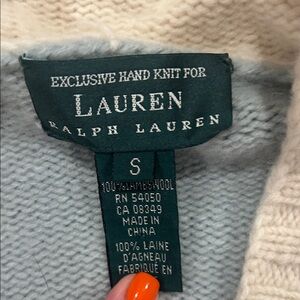 EXCLUSIVE HAND KNIT FOR
LAUREN
RALPH LAUREN
S
100% LAMBSWOOL
RN 54050
CA 08349
MADE IN
CHINA
100% LAINE
D'AGNEAU
FABRIQUÉ EN